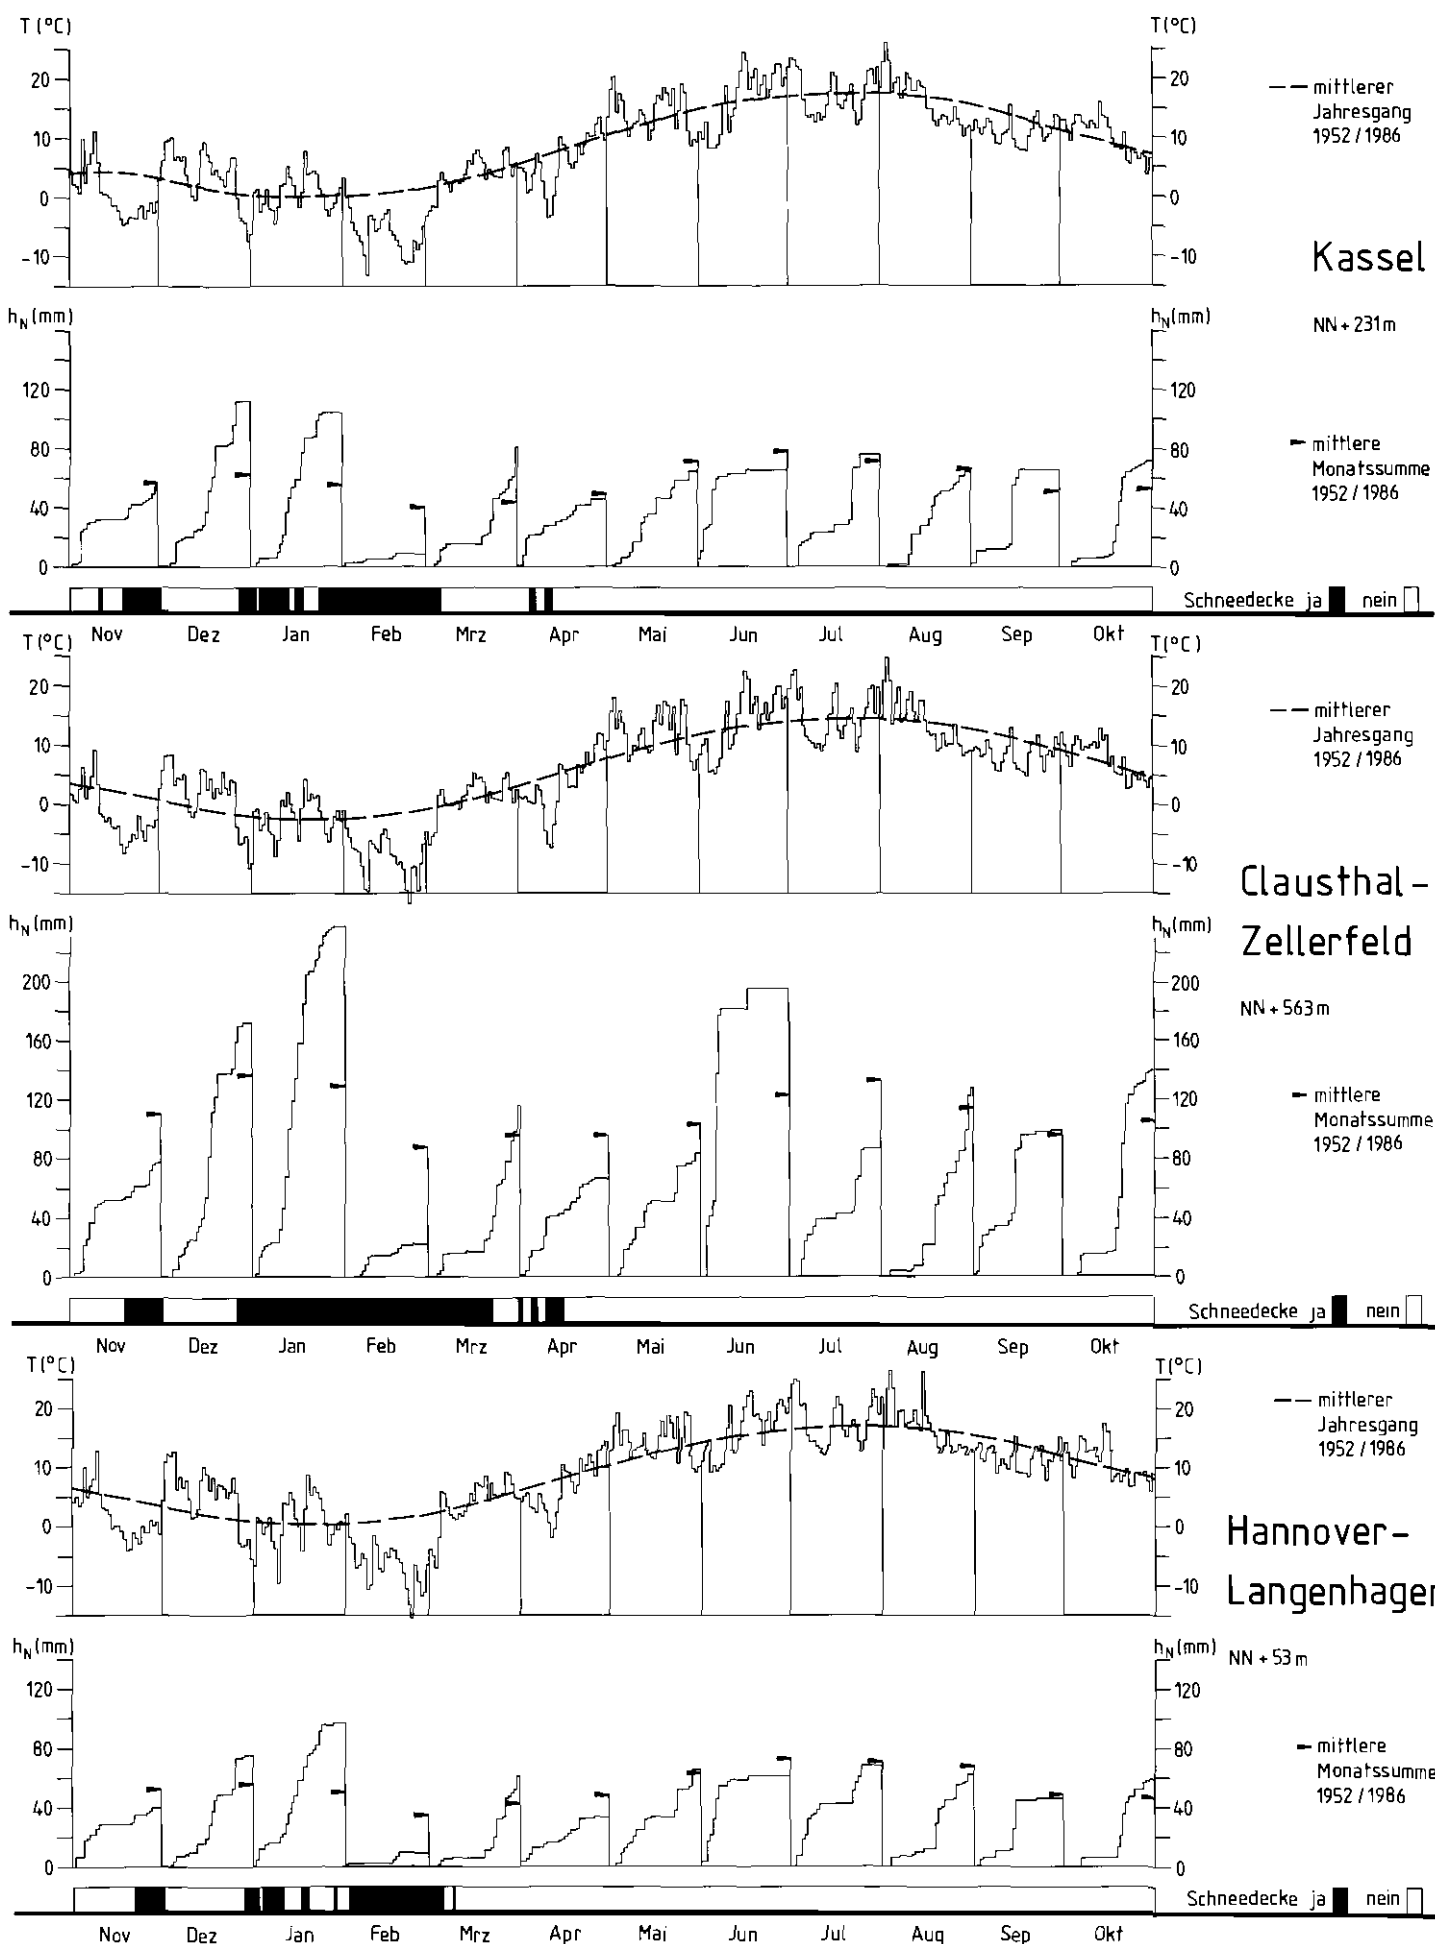 T (°C)
T (°C)
20
10
0
-10
20
10
0
-10
mittlerer
Jahresgang
1952 / 1986
Kassel
NN + 231 m
hN (mm)
hN (mm)
120
80
40
0
120
80
40
0
mittlere
Monatssumme
1952 / 1986
Schneedecke ja nein
Nov Dez Jan Feb Mrz Apr Mai Jun Jul Aug Sep Okt
T (°C)
T (°C)
20
10
0
-10
20
10
0
-10
mittlerer
Jahresgang
1952 / 1986
Clausthal-
Zellerfeld
NN + 563 m
hN (mm)
hN (mm)
200
160
120
80
40
0
200
160
120
80
40
0
mittlere
Monatssumme
1952 / 1986
Schneedecke ja nein
Nov Dez Jan Feb Mrz Apr Mai Jun Jul Aug Sep Okt
T (°C)
T (°C)
20
10
0
-10
20
10
0
-10
mittlerer
Jahresgang
1952 / 1986
Hannover-
Langenhagen
NN + 53 m
hN (mm)
hN (mm)
120
80
40
0
120
80
40
0
mittlere
Monatssumme
1952 / 1986
Schneedecke ja nein
Nov Dez Jan Feb Mrz Apr Mai Jun Jul Aug Sep Okt